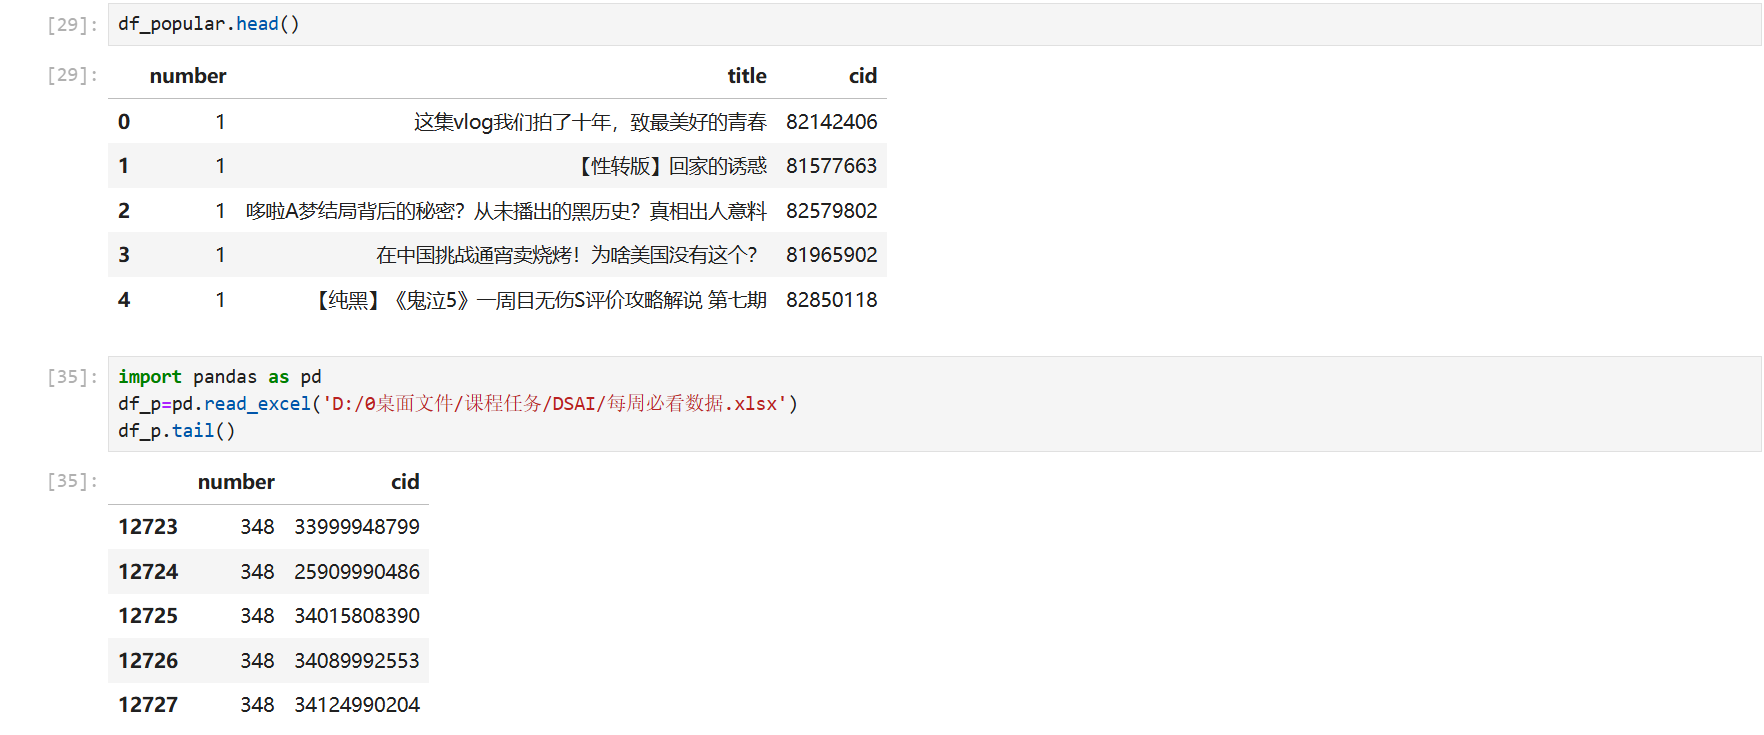 [29]: df_popular.head()
[29]: number title cid
0 1 这集vlog我们拍了十年，致最美好的青春 82142406
1 1 【性转版】回家的诱惑 81577663
2 1 哆啦A梦结局背后的秘密？从未播出的黑历史？真相出人意料 82579802
3 1 在中国挑战通宵卖烧烤！为啥美国没有这个？ 81965902
4 1 【纯黑】《鬼泣5》一周目无伤S评价攻略解说 第七期 82850118
[35]: import pandas as pd
df_p=pd.read_excel('D:/0桌面文件/课程任务/DSAI/每周必看数据.xlsx')
df_p.tail()
[35]: number cid
12723 348 33999948799
12724 348 25909990486
12725 348 34015808390
12726 348 34089992553
12727 348 34124990204